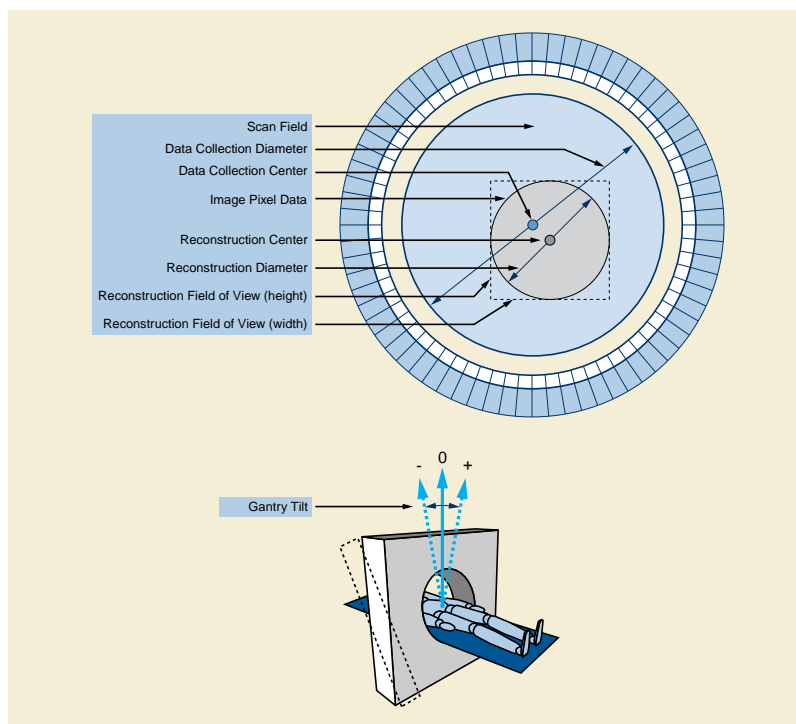 Scan Field
Data Collection Diameter
Data Collection Center
Image Pixel Data
Reconstruction Center
Reconstruction Diameter
Reconstruction Field of View (height)
Reconstruction Field of View (width)
- 0 +
Gantry Tilt